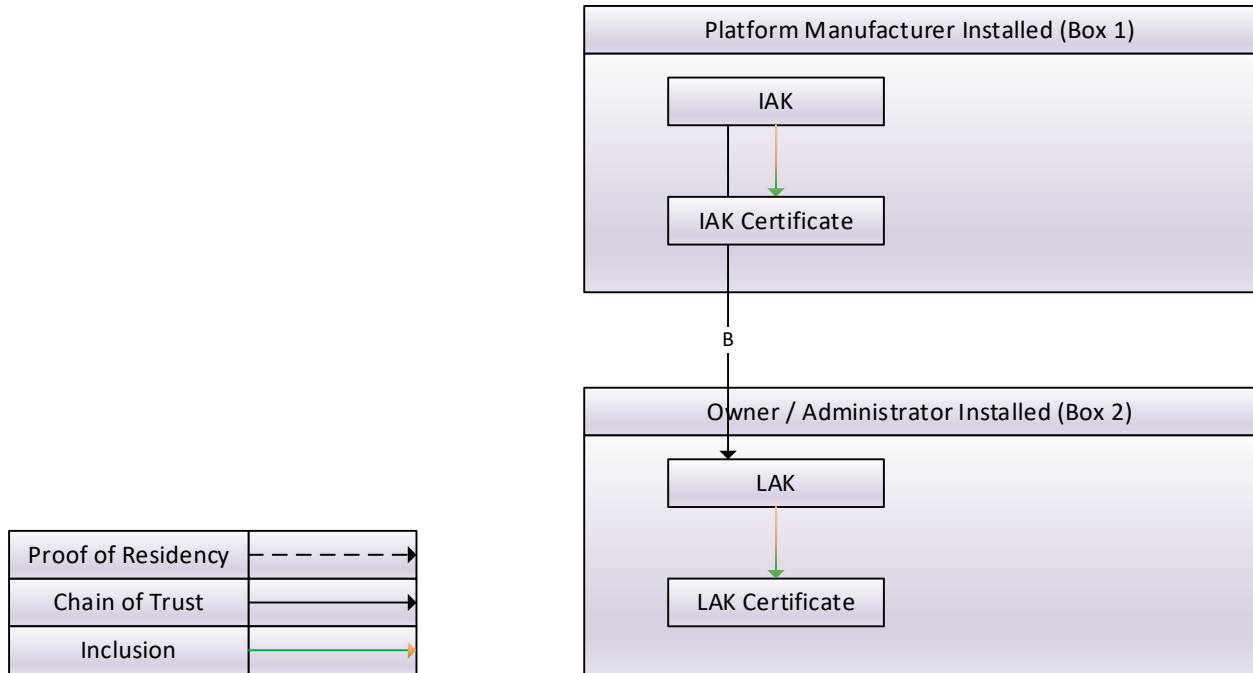 Platform Manufacturer Installed (Box 1)
IAK
IAK Certificate
B
Owner / Administrator Installed (Box 2)
LAK
LAK Certificate
Proof of Residency
Chain of Trust
Inclusion